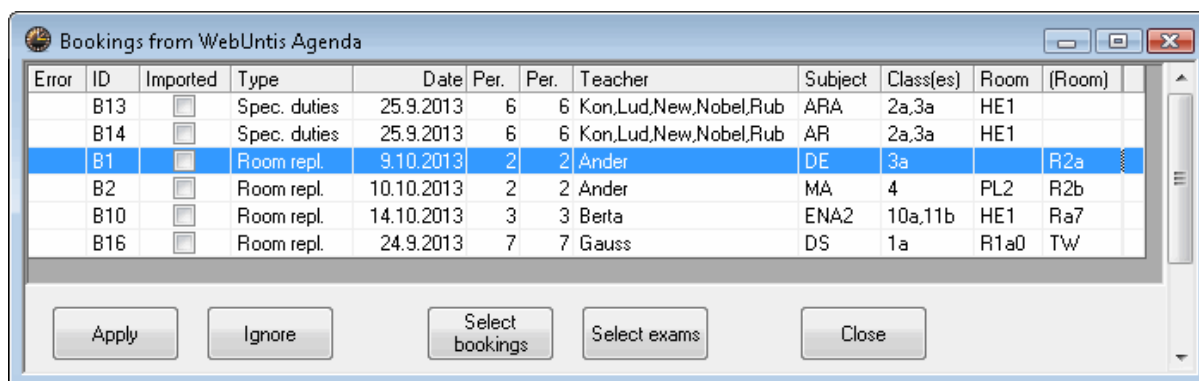 Bookings from WebUntis Agenda
Error ID Imported Type Date Per. Per. Teacher Subject Class(es) Room (Room)
B13 Spec. duties 25.9.2013 6 6 Kon,Lud,New,Nobel,Rub ARA 2a,3a HE1
B14 Spec. duties 25.9.2013 6 6 Kon,Lud,New,Nobel,Rub AR 2a,3a HE1
B1 Room repl. 9.10.2013 2 2 Ander DE 3a R2a
B2 Room repl. 10.10.2013 2 2 Ander MA 4 PL2 R2b
B10 Room repl. 14.10.2013 3 3 Berta ENA2 10a,11b HE1 Ra7
B16 Room repl. 24.9.2013 7 7 Gauss DS 1a R1a0 TW
Apply Ignore Select bookings Select exams Close